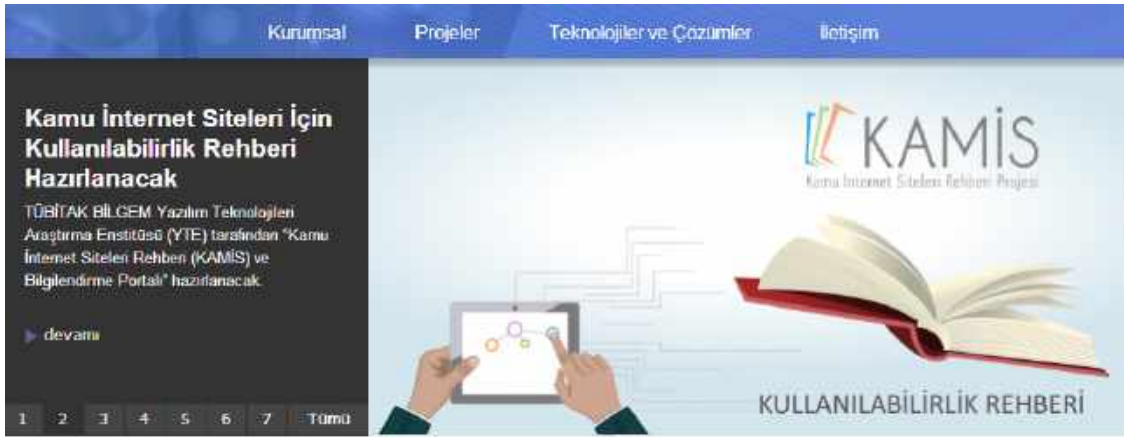 Kurumsal Projeler Teknolojiler ve Çözümler İletişim
Kamu İnternet Siteleri İçin
Kullanılabilirlik Rehberi
Hazırlanacak
TÜBİTAK BİLGEM Yazılım Teknolojileri
Araştırma Enstitüsü (YTE) tarafından "Kamu
İnternet Siteleri Rehberi (KAMİS) ve
Bilgilendirme Portalı" hazırlanacak.
devamı
1 2 3 4 5 6 7 Tümü
KAMİS
Kamu İnternet Siteleri Rehberi Projesi
KULLANILABİLİRLİK REHBERİ